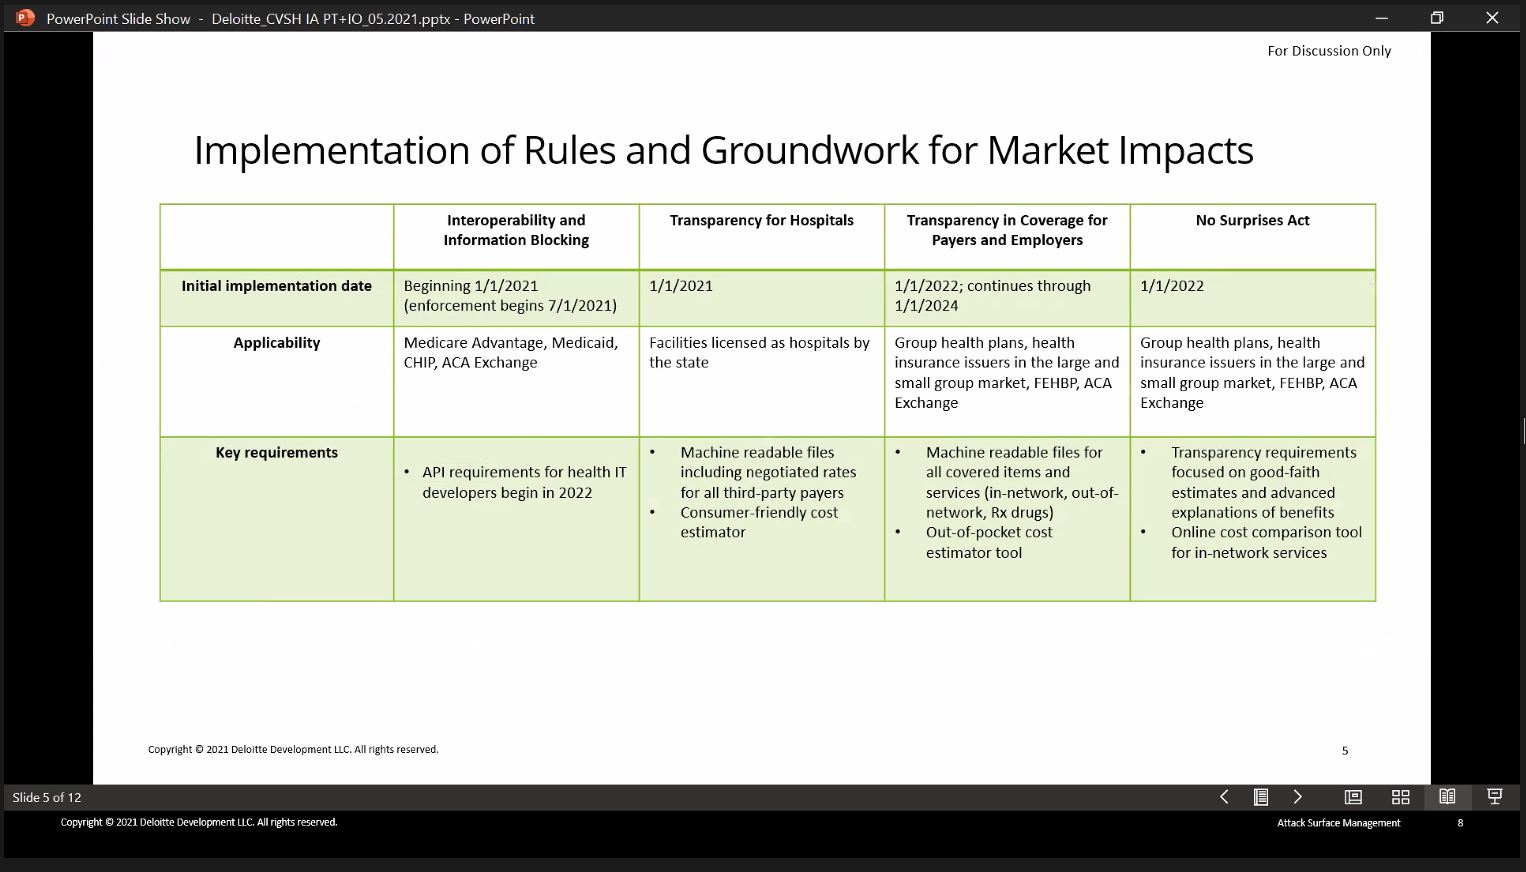 PowerPoint Slide Show - Deloitte_CVSH IA PT+IO_05.2021.pptx - PowerPoint
For Discussion Only
Implementation of Rules and Groundwork for Market Impacts
Interoperability and
Information Blocking
Transparency for Hospitals
Transparency in Coverage for
Payers and Employers
No Surprises Act
Initial implementation date
Beginning 1/1/2021
(enforcement begins 7/1/2021)
1/1/2021
1/1/2022; continues through
1/1/2024
1/1/2022
Applicability
Medicare Advantage, Medicaid,
CHIP, ACA Exchange
Facilities licensed as hospitals by
the state
Group health plans, health
insurance issuers in the large and
small group market, FEHBP, ACA
Exchange
Group health plans, health
insurance issuers in the large and
small group market, FEHBP, ACA
Exchange
Key requirements
• API requirements for health IT
developers begin in 2022
• Machine readable files
including negotiated rates
for all third-party payers
• Consumer-friendly cost
estimator
• Machine readable files for
all covered items and
services (in-network, out-of-
network, Rx drugs)
• Out-of-pocket cost
estimator tool
• Transparency requirements
focused on good-faith
estimates and advanced
explanations of benefits
• Online cost comparison tool
for in-network services
Copyright © 2021 Deloitte Development LLC. All rights reserved.
5
Slide 5 of 12
Copyright © 2021 Deloitte Development LLC. All rights reserved.
Attack Surface Management
8